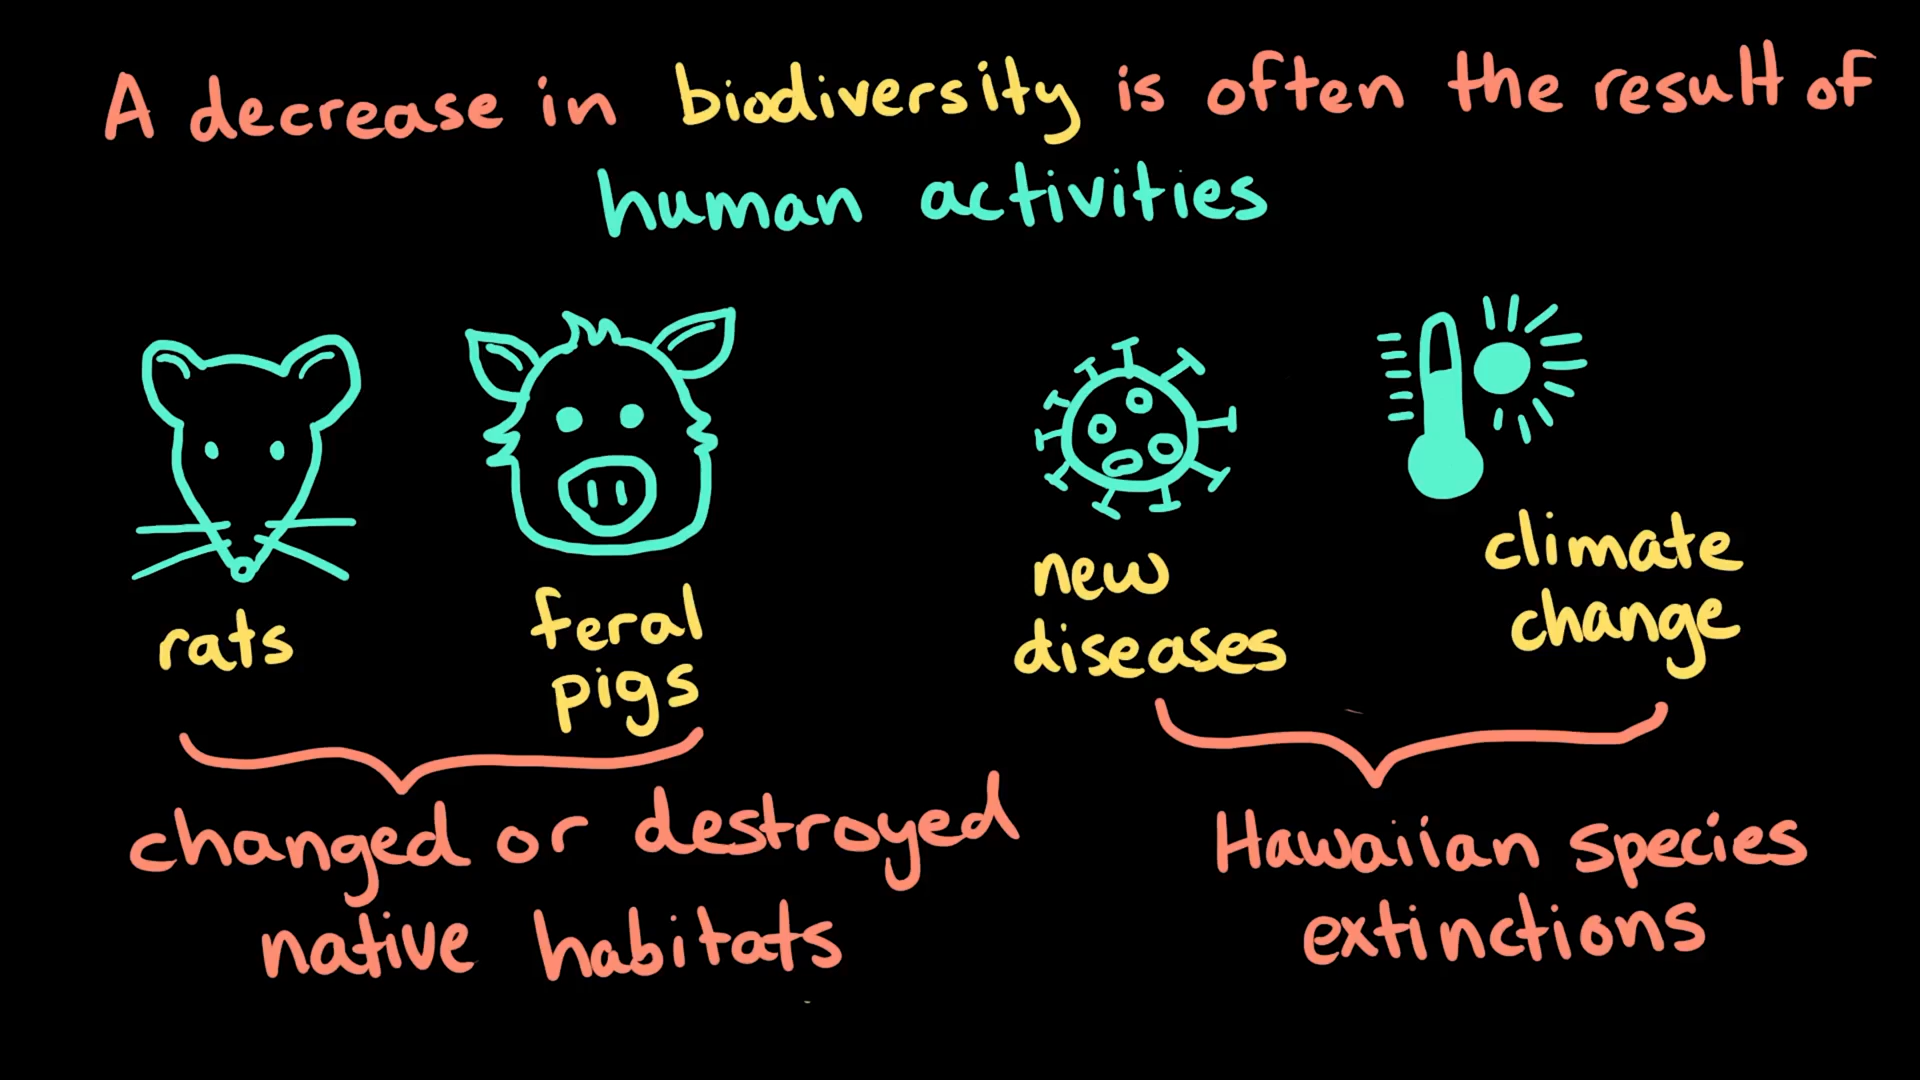 A decrease in biodiversity is often the result of
human activities
rats
feral
pigs
new
diseases
climate
change
changed or destroyed
native habitats
Hawaiian species
extinctions